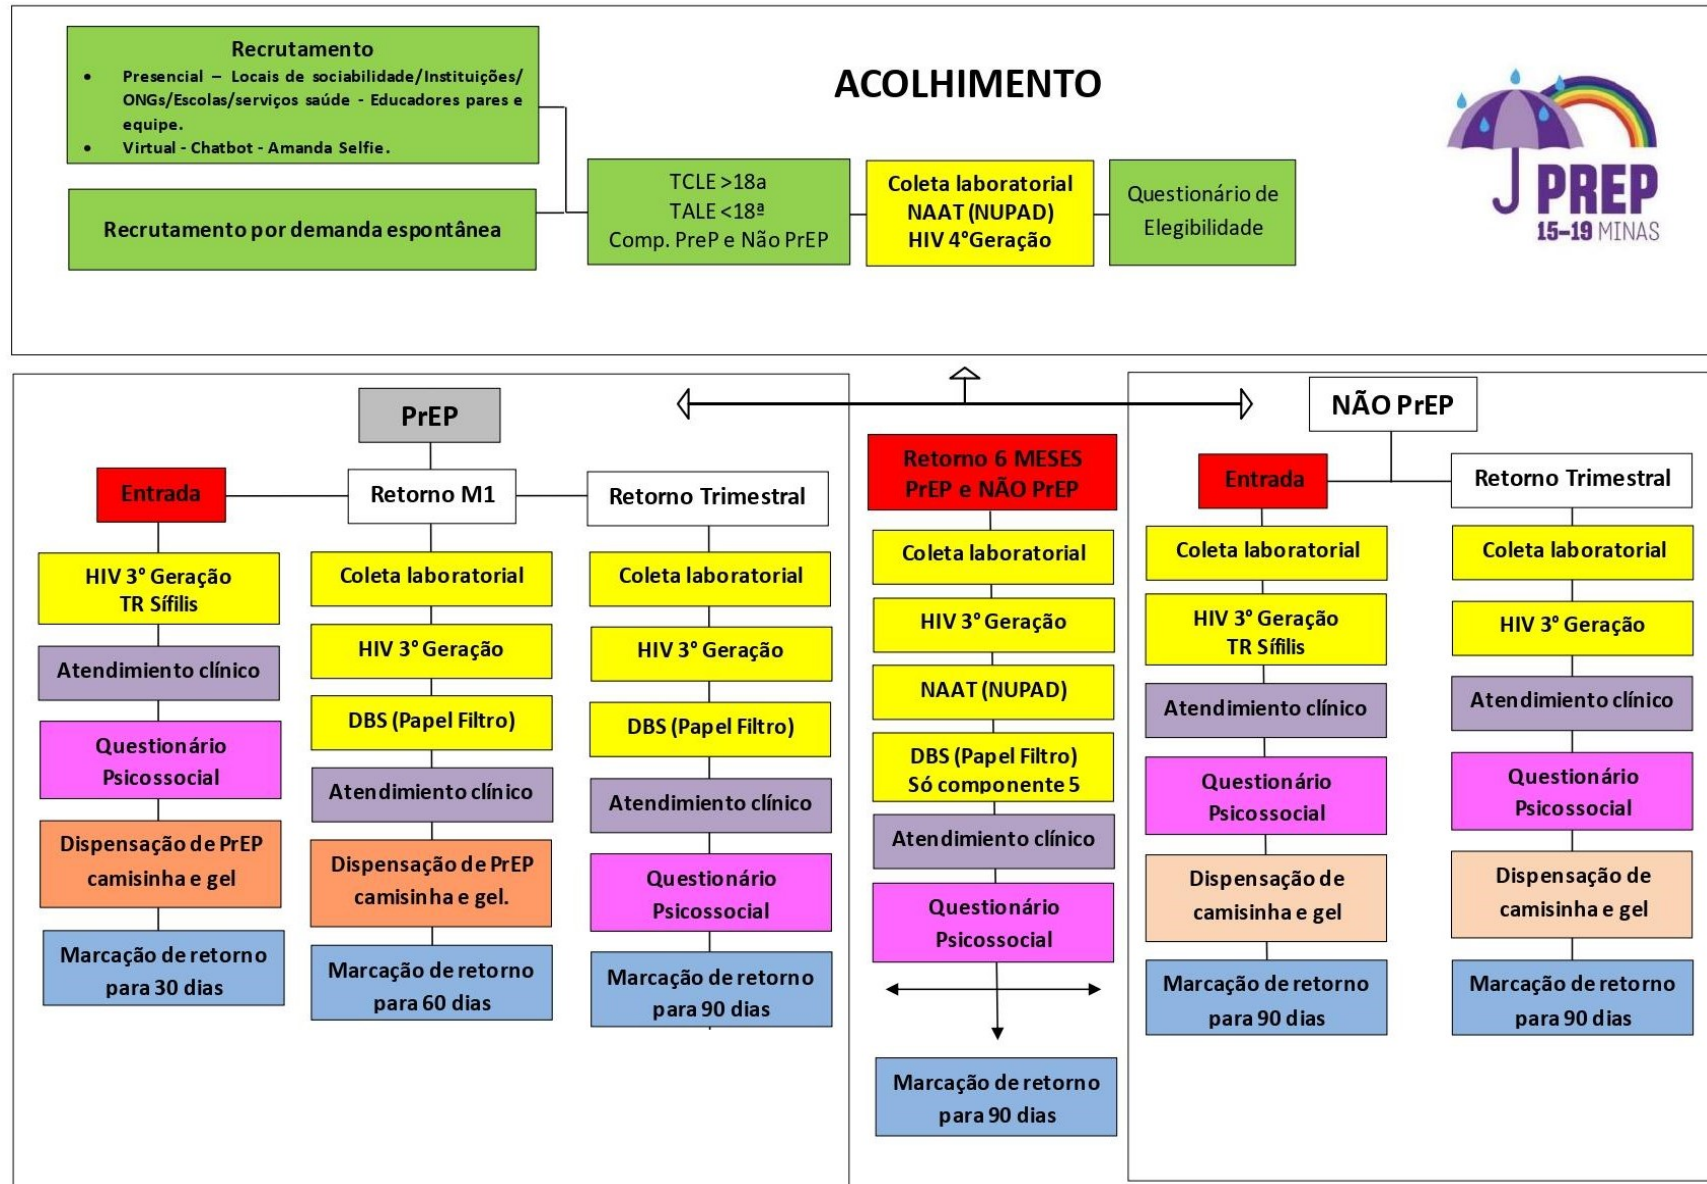 Recrutamento
• Presencial – Locais de sociabilidade/Instituições/
ONGs/Escolas/serviços saúde - Educadores pares e
equipe.
• Virtual - Chatbot - Amanda Selfie.
Recrutamento por demanda espontânea
ACOLHIMENTO
TCLE >18a
TALE <18ª
Comp. PreP e Não PrEP
Coleta laboratorial
NAAT (NUPAD)
HIV 4°Geração
Questionário de
Elegibilidade
PREP
15-19 MINAS
PrEP
Entrada
HIV 3° Geração
TR Sífilis
Atendimiento clínico
Questionário
Psicossocial
Dispensação de PrEP
camisinha e gel
Marcação de retorno
para 30 dias
Retorno M1
Coleta laboratorial
HIV 3° Geração
DBS (Papel Filtro)
Atendimiento clínico
Dispensação de PrEP
camisinha e gel.
Marcação de retorno
para 60 dias
Retorno Trimestral
Coleta laboratorial
HIV 3° Geração
DBS (Papel Filtro)
Atendimiento clínico
Questionário
Psicossocial
Marcação de retorno
para 90 dias
Retorno 6 MESES
PrEP e NÃO PrEP
Coleta laboratorial
HIV 3° Geração
NAAT (NUPAD)
DBS (Papel Filtro)
Só componente 5
Atendimiento clínico
Questionário
Psicossocial
Marcação de retorno
para 90 dias
NÃO PrEP
Entrada
Coleta laboratorial
HIV 3° Geração
TR Sífilis
Atendimiento clínico
Questionário
Psicossocial
Dispensação de
camisinha e gel
Marcação de retorno
para 90 dias
Retorno Trimestral
Coleta laboratorial
HIV 3° Geração
Atendimiento clínico
Questionário
Psicossocial
Dispensação de
camisinha e gel
Marcação de retorno
para 90 dias